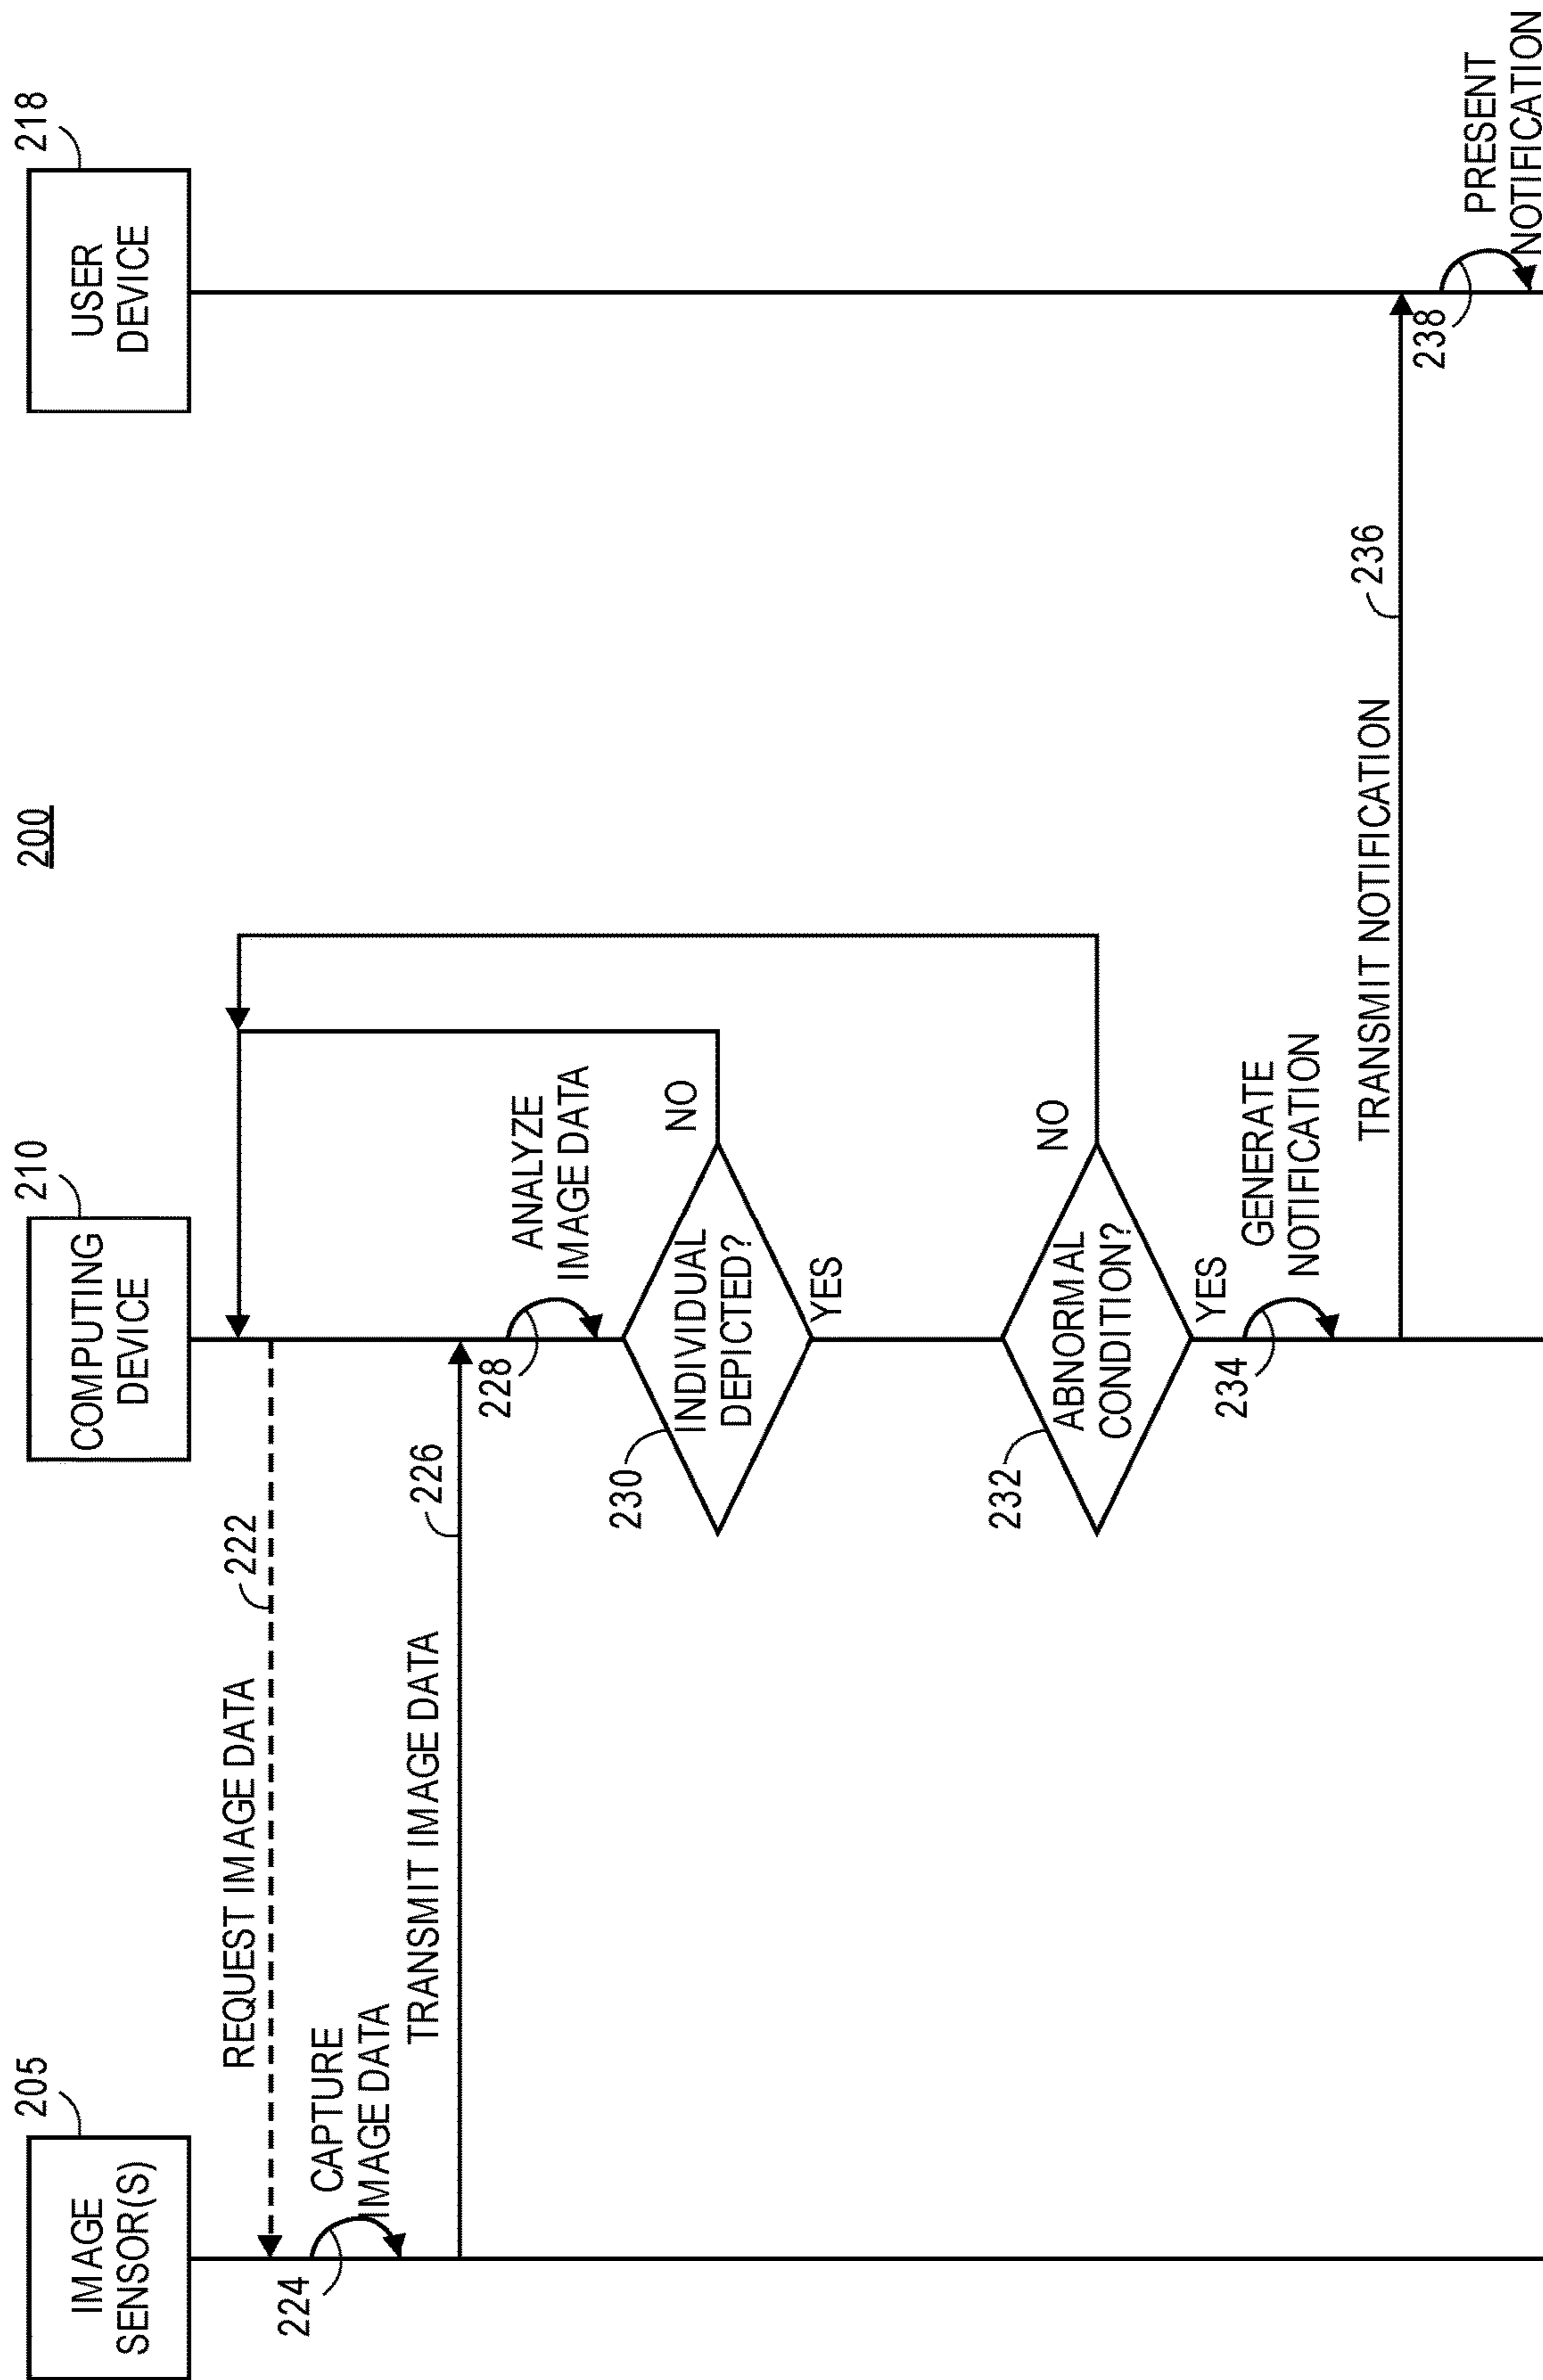 200
205
IMAGE
SENSOR(S)
210
COMPUTING
DEVICE
218
USER
DEVICE
REQUEST IMAGE DATA
222
224
CAPTURE
IMAGE DATA
TRANSMIT IMAGE DATA
226
228
ANALYZE
IMAGE DATA
230
INDIVIDUAL
DEPICTED?
NO
YES
232
ABNORMAL
CONDITION?
NO
YES
234
GENERATE
NOTIFICATION
TRANSMIT NOTIFICATION
236
238
PRESENT
NOTIFICATION